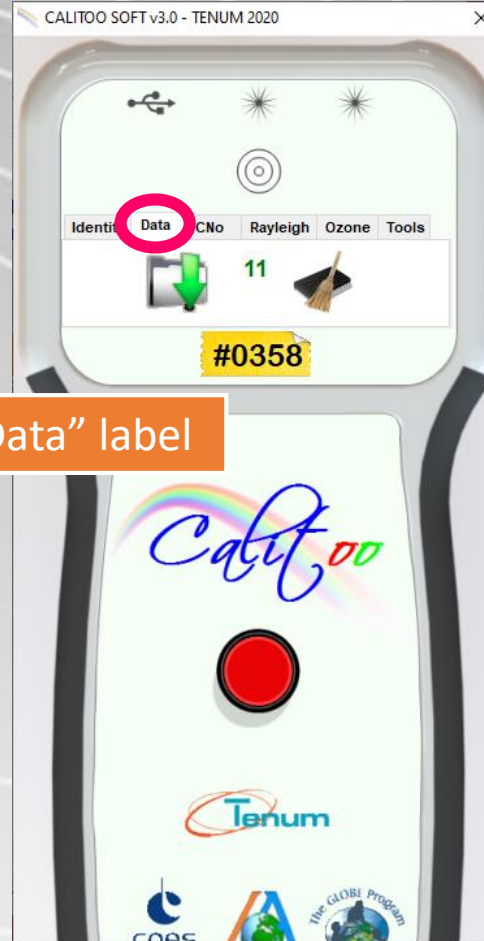 CALITOO SOFT v3.0 - TENUM 2020
Data CNo Rayleigh Ozone Tools
11
#0358
Data” label
Calitoo
Tenum
cnes
The GLOBE Program